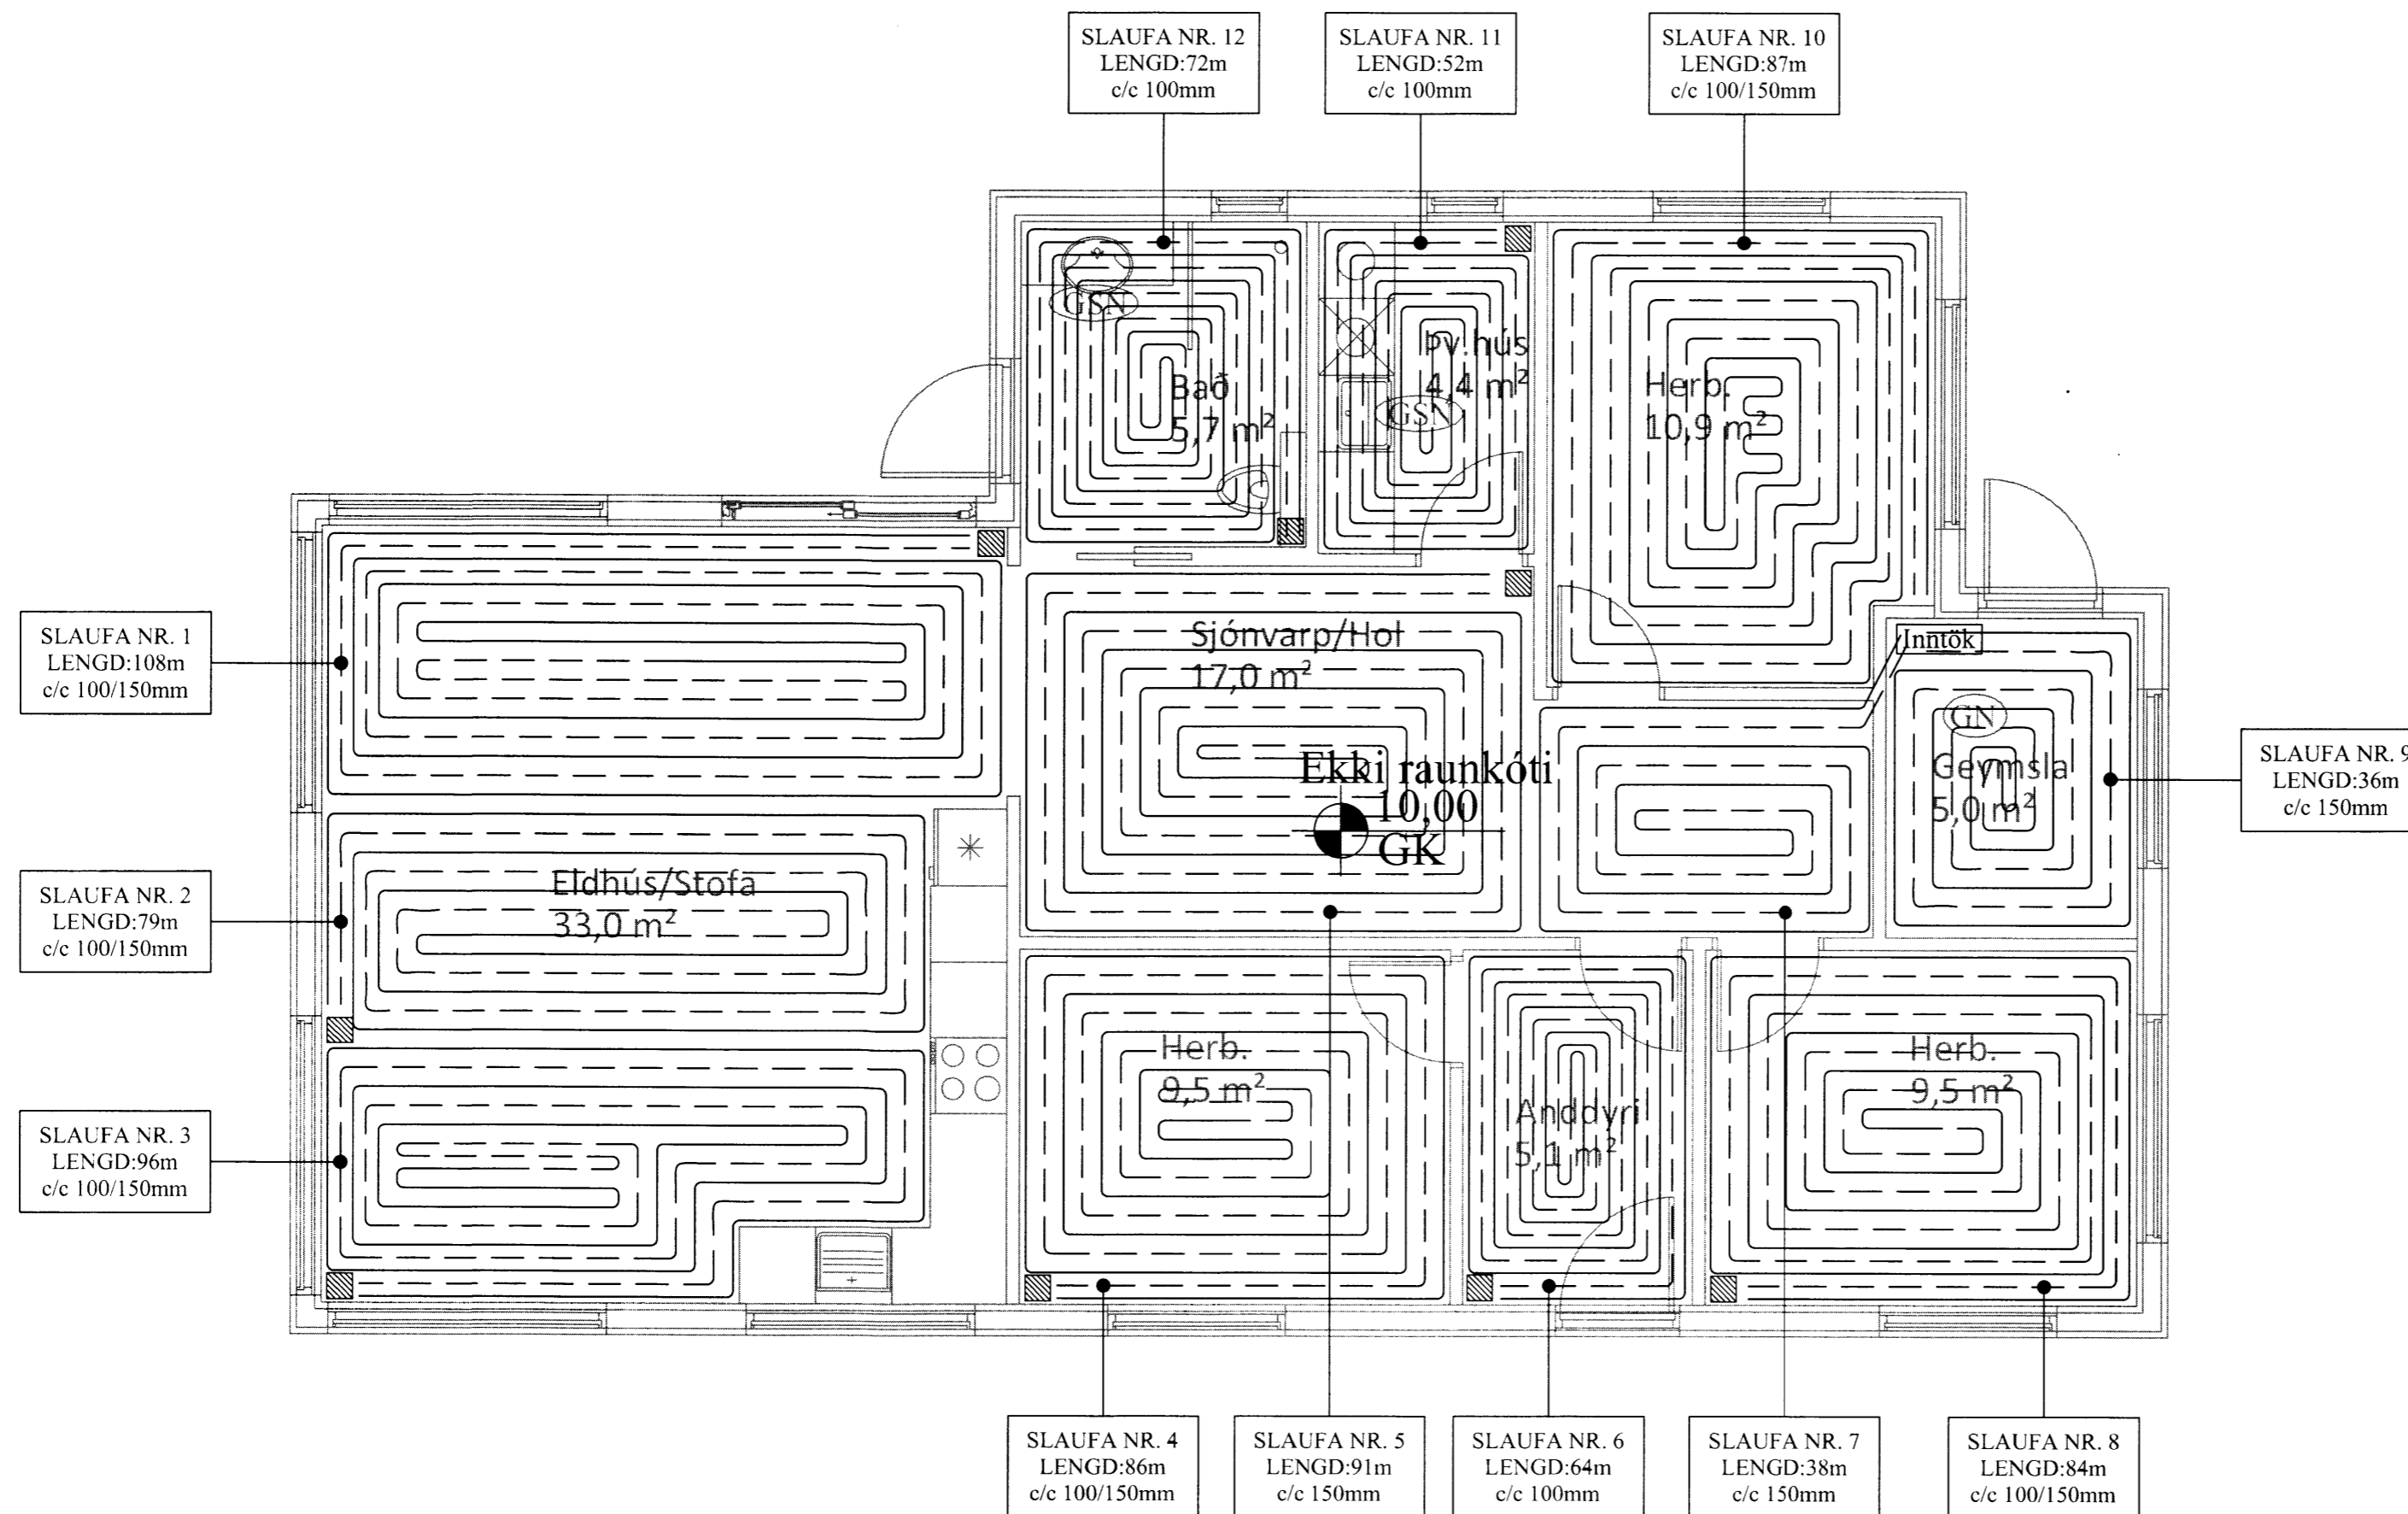 SLAUFA NR. 12
LENGD:72m
c/c 100mm
SLAUFA NR. 11
LENGD:52m
c/c 100mm
SLAUFA NR. 10
LENGD:87m
c/c 100/150mm
GSN
Bað
5,7 m²
Þv.hús
4,4 m²
GSN
Herb.
10,9 m²
SLAUFA NR. 1
LENGD:108m
c/c 100/150mm
Sjónvarp/Hol
17,0 m²
Inntök
GN
Geymsla
5,0 m²
SLAUFA NR. 9
LENGD:36m
c/c 150mm
Ekki raunkóti
10,00
GK
SLAUFA NR. 2
LENGD:79m
c/c 100/150mm
Eldhús/Stofa
33,0 m²
SLAUFA NR. 3
LENGD:96m
c/c 100/150mm
Herb.
9,5 m²
Anddyri
5,1 m²
Herb.
9,5 m²
SLAUFA NR. 4
LENGD:86m
c/c 100/150mm
SLAUFA NR. 5
LENGD:91m
c/c 150mm
SLAUFA NR. 6
LENGD:64m
c/c 100mm
SLAUFA NR. 7
LENGD:38m
c/c 150mm
SLAUFA NR. 8
LENGD:84m
c/c 100/150mm